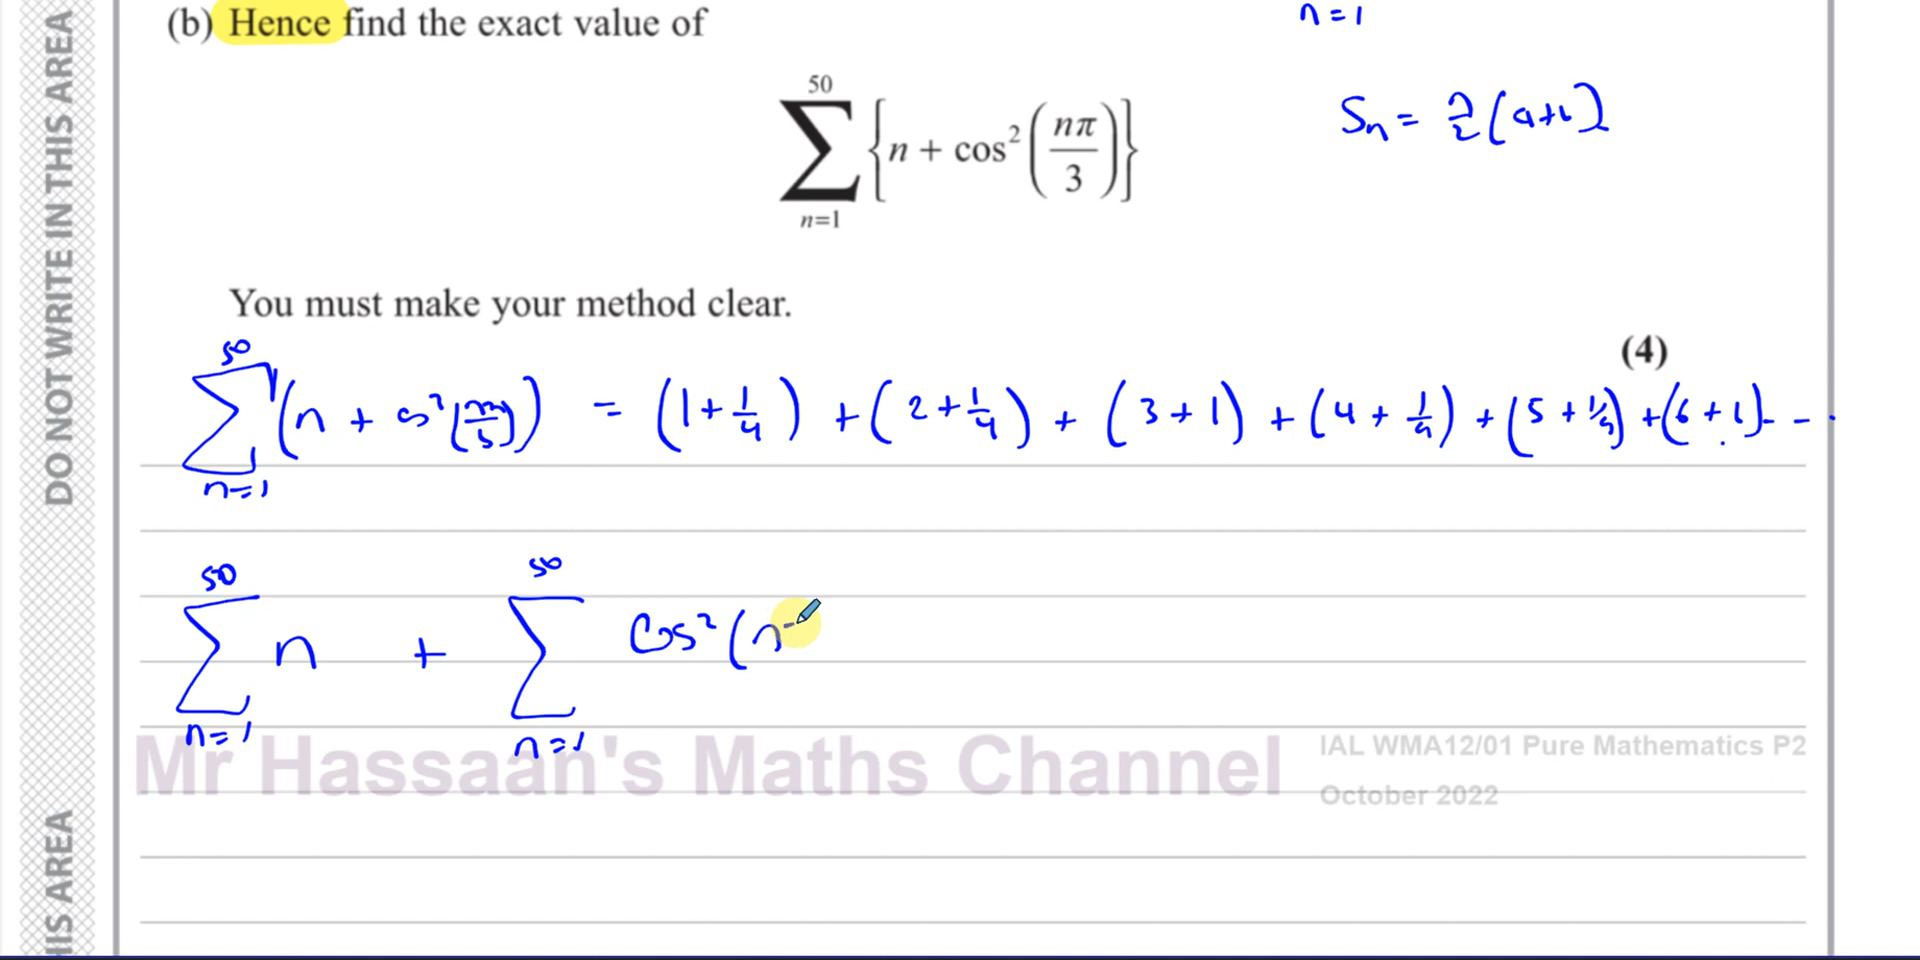 n = 1
(b) Hence find the exact value of
50
∑ { n + cos² ( nπ / 3 ) }
n=1
Sn = n/2 (a+l)
You must make your method clear.
(4)
50
∑ (n + cos² (nπ/3)) = (1 + 1/4) + (2 + 1/4) + (3 + 1) + (4 + 1/4) + (5 + 1/4) + (6 + 1) - - .
n=1
50 50
∑ n + ∑ Cos² (n
n=1 n=1
Mr Hassaan's Maths Channel
IAL WMA12/01 Pure Mathematics P2
October 2022
DO NOT WRITE IN THIS AREA
HIS AREA